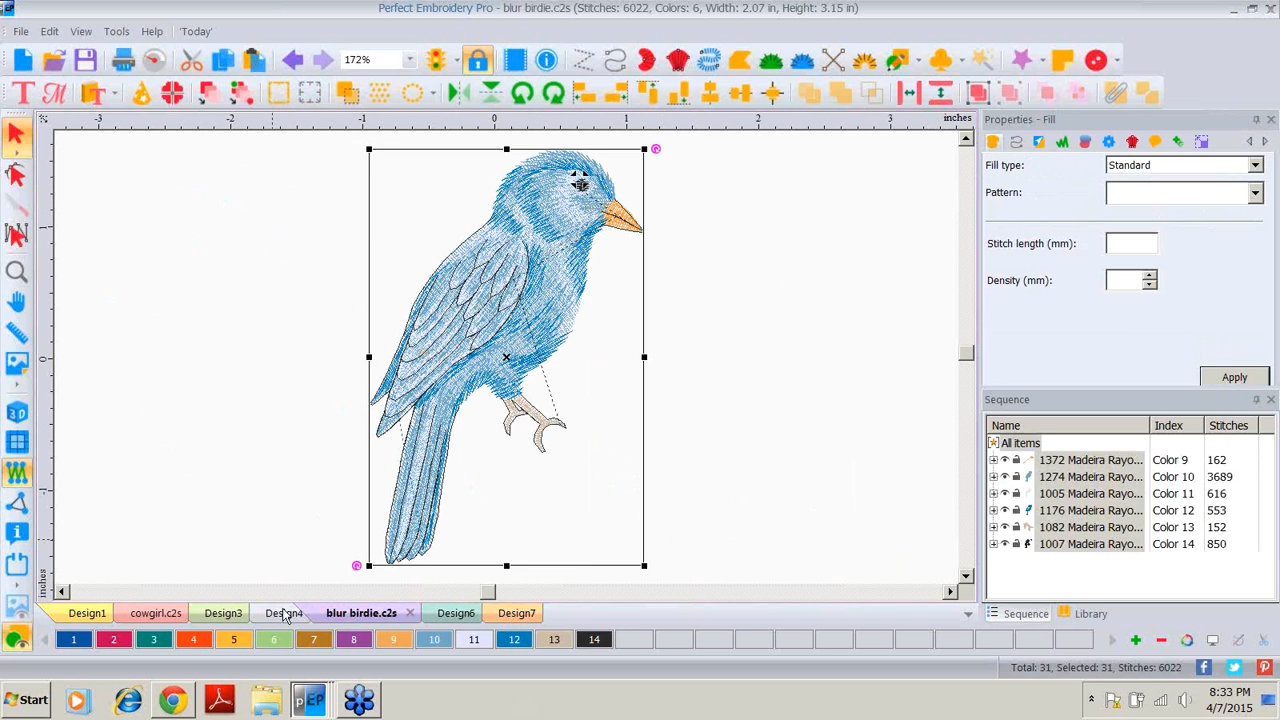 Perfect Embroidery Pro - blur birdie.c2s (Stitches: 6022, Colors: 6, Width: 2.07 in, Height: 3.15 in)
File Edit View Tools Help 'Today'
172%
-3 -2 -1 0 1 2 3 inches
Properties - Fill
Fill type: Standard
Pattern:
Stitch length (mm):
Density (mm):
Apply
Sequence
Name Index Stitches
All items
1372 Madeira Rayo... Color 9 162
1274 Madeira Rayo... Color 10 3689
1005 Madeira Rayo... Color 11 616
1176 Madeira Rayo... Color 12 553
1082 Madeira Rayo... Color 13 152
1007 Madeira Rayo... Color 14 850
0
inches
Design1 cowgirl.c2s Design3 Design4 blur birdie.c2s Design6 Design7
Sequence Library
1 2 3 4 5 6 7 8 9 10 11 12 13 14
Total: 31, Selected: 31, Stitches: 6022
Start
8:33 PM
4/7/2015